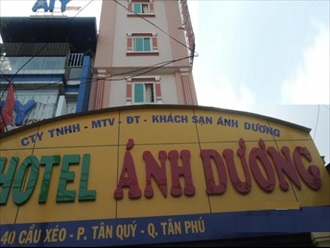 CTY TNHH - MTV - ĐT - KHÁCH SẠN ÁNH DƯƠNG
HOTEL ÁNH DƯƠNG
40 CẦU XÉO - P. TÂN QUÝ - Q. TÂN PHÚ